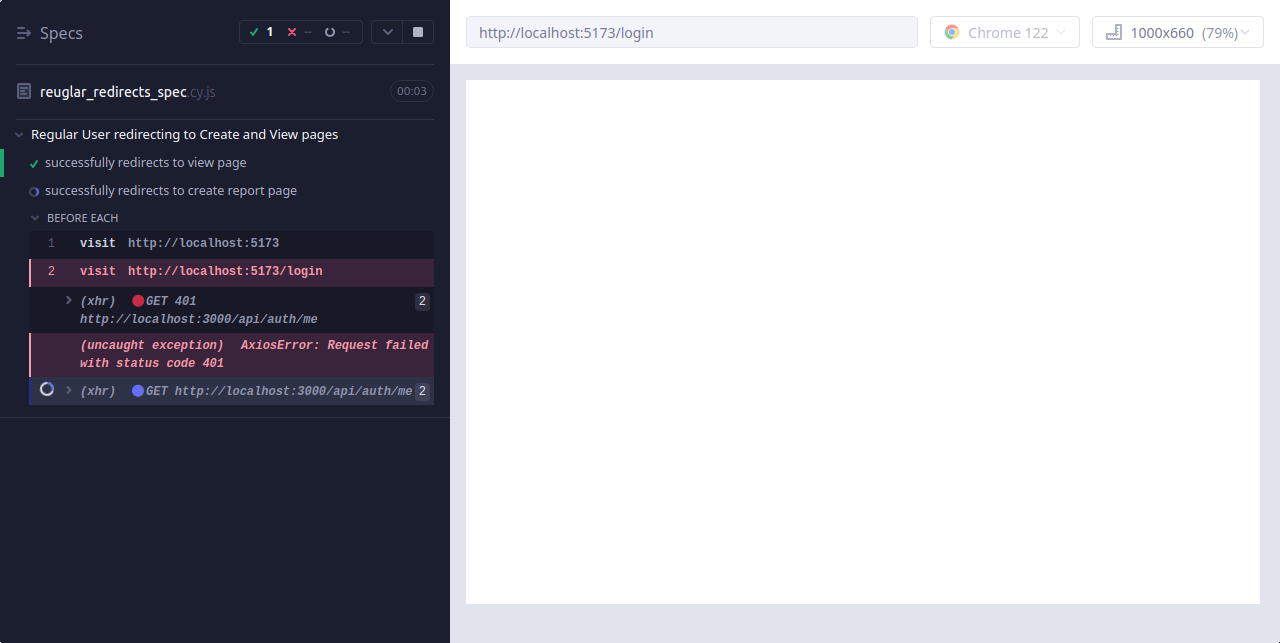 Specs
1
--
--
http://localhost:5173/login
Chrome 122
1000x660 (79%)
reuglar_redirects_spec.cy.js
00:03
Regular User redirecting to Create and View pages
successfully redirects to view page
successfully redirects to create report page
BEFORE EACH
1 visit http://localhost:5173
2 visit http://localhost:5173/login
(xhr) GET 401 2
http://localhost:3000/api/auth/me
(uncaught exception) AxiosError: Request failed
with status code 401
(xhr) GET http://localhost:3000/api/auth/me 2